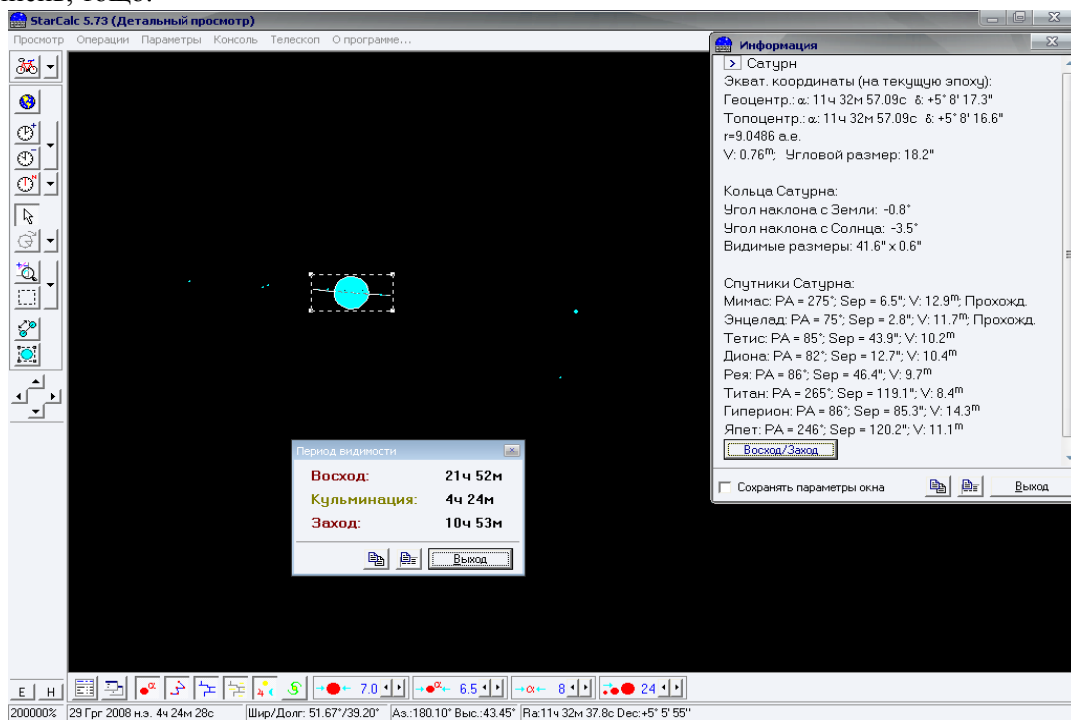 StarCalc 5.73 (Детальный просмотр)
Просмотр Операции Параметры Консоль Телескоп О программе...
Информация
> Сатурн
Экват. координаты (на текущую эпоху):
Геоцентр.: α: 11ч 32м 57.09с δ: +5° 8' 17.3"
Топоцентр.: α: 11ч 32м 57.09с δ: +5° 8' 16.6"
r=9.0486 а.е.
V: 0.76m; Угловой размер: 18.2"
Кольца Сатурна:
Угол наклона с Земли: -0.8°
Угол наклона с Солнца: -3.5°
Видимые размеры: 41.6" x 0.6"
Спутники Сатурна:
Мимас: PA = 275°; Sep = 6.5"; V: 12.9m; Прохожд.
Энцелад: PA = 75°; Sep = 2.8"; V: 11.7m; Прохожд.
Тетис: PA = 85°; Sep = 43.9"; V: 10.2m
Диона: PA = 82°; Sep = 12.7"; V: 10.4m
Рея: PA = 86°; Sep = 46.4"; V: 9.7m
Титан: PA = 265°; Sep = 119.1"; V: 8.4m
Гиперион: PA = 86°; Sep = 85.3"; V: 14.3m
Япет: PA = 246°; Sep = 120.2"; V: 11.1m
Восход/Заход
Сохранять параметры окна Выход
Период видимости
Восход: 21ч 52м
Кульминация: 4ч 24м
Заход: 10ч 53м
Выход
E H 7.0 α 6.5 α 8 24
200000% 29 Грг 2008 н.э. 4ч 24м 28с Шир/Долг: 51.67°/39.20° Аз.:180.10° Выс.:43.45° Ra:11ч 32м 37.8с Dec:+5° 5' 55"